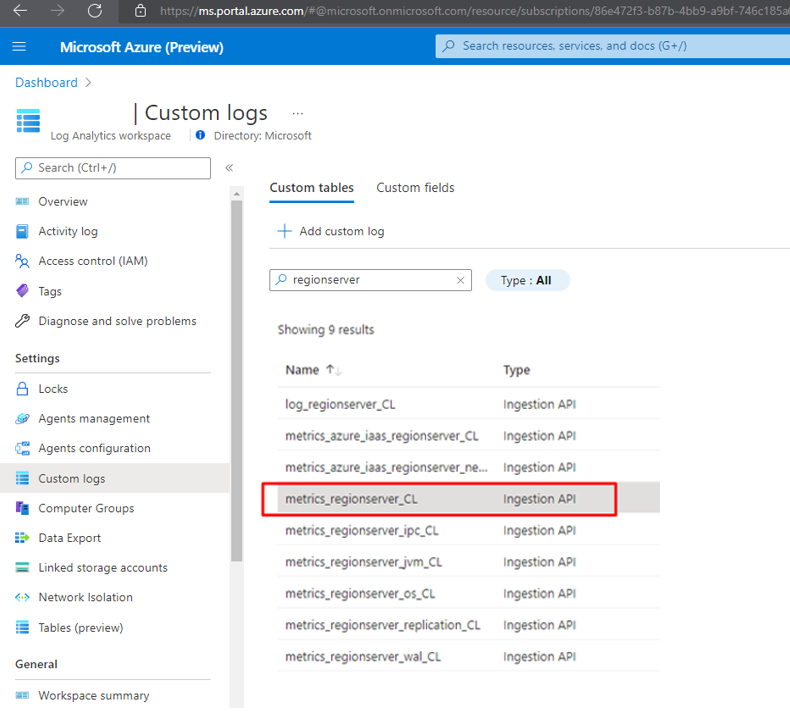 https://ms.portal.azure.com/#@microsoft.onmicrosoft.com/resource/subscriptions/86e472f3-b87b-4bb9-a9bf-746c185a
Microsoft Azure (Preview)
Search resources, services, and docs (G+/)
Dashboard
| Custom logs ...
Log Analytics workspace
Directory: Microsoft
Search (Ctrl+/)
«
Overview
Activity log
Access control (IAM)
Tags
Diagnose and solve problems
Settings
Locks
Agents management
Agents configuration
Custom logs
Computer Groups
Data Export
Linked storage accounts
Network Isolation
Tables (preview)
General
Workspace summary
Custom tables Custom fields
Add custom log
regionserver
Type : All
Showing 9 results
Name ↑↓ Type
log_regionserver_CL Ingestion API
metrics_azure_iaas_regionserver_CL Ingestion API
metrics_azure_iaas_regionserver_ne... Ingestion API
metrics_regionserver_CL Ingestion API
metrics_regionserver_ipc_CL Ingestion API
metrics_regionserver_jvm_CL Ingestion API
metrics_regionserver_os_CL Ingestion API
metrics_regionserver_replication_CL Ingestion API
metrics_regionserver_wal_CL Ingestion API